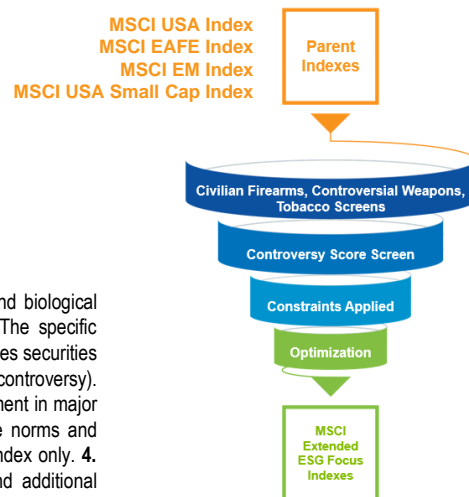 MSCI USA Index
MSCI EAFE Index
MSCI EM Index
MSCI USA Small Cap Index
Parent
Indexes
Civilian Firearms, Controversial Weapons,
Tobacco Screens
Controversy Score Screen
Constraints Applied
Optimization
MSCI
Extended
ESG Focus
Indexes
nd biological
The specific
es securities
controversy).
ment in major
e norms and
ndex only. 4.
nd additional